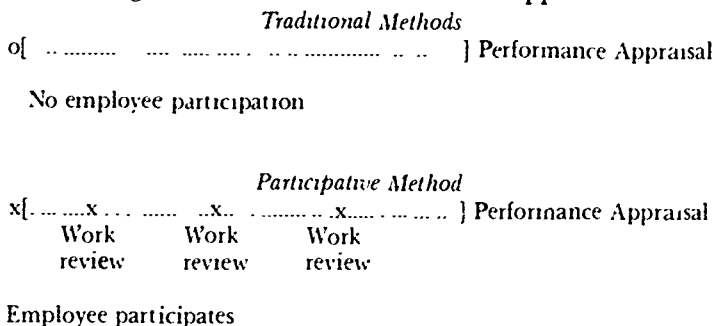 Traditional Methods
o[ .. ......... .... ..... ..... . .. .. ............. .. .. ] Performance Appraisal
No employee participation
Participative Method
x[. ... ....x . . . ...... ..x.. . ......... .. .x..... . ... ... .. ] Performance Appraisal
Work Work Work
review review review
Employee participates